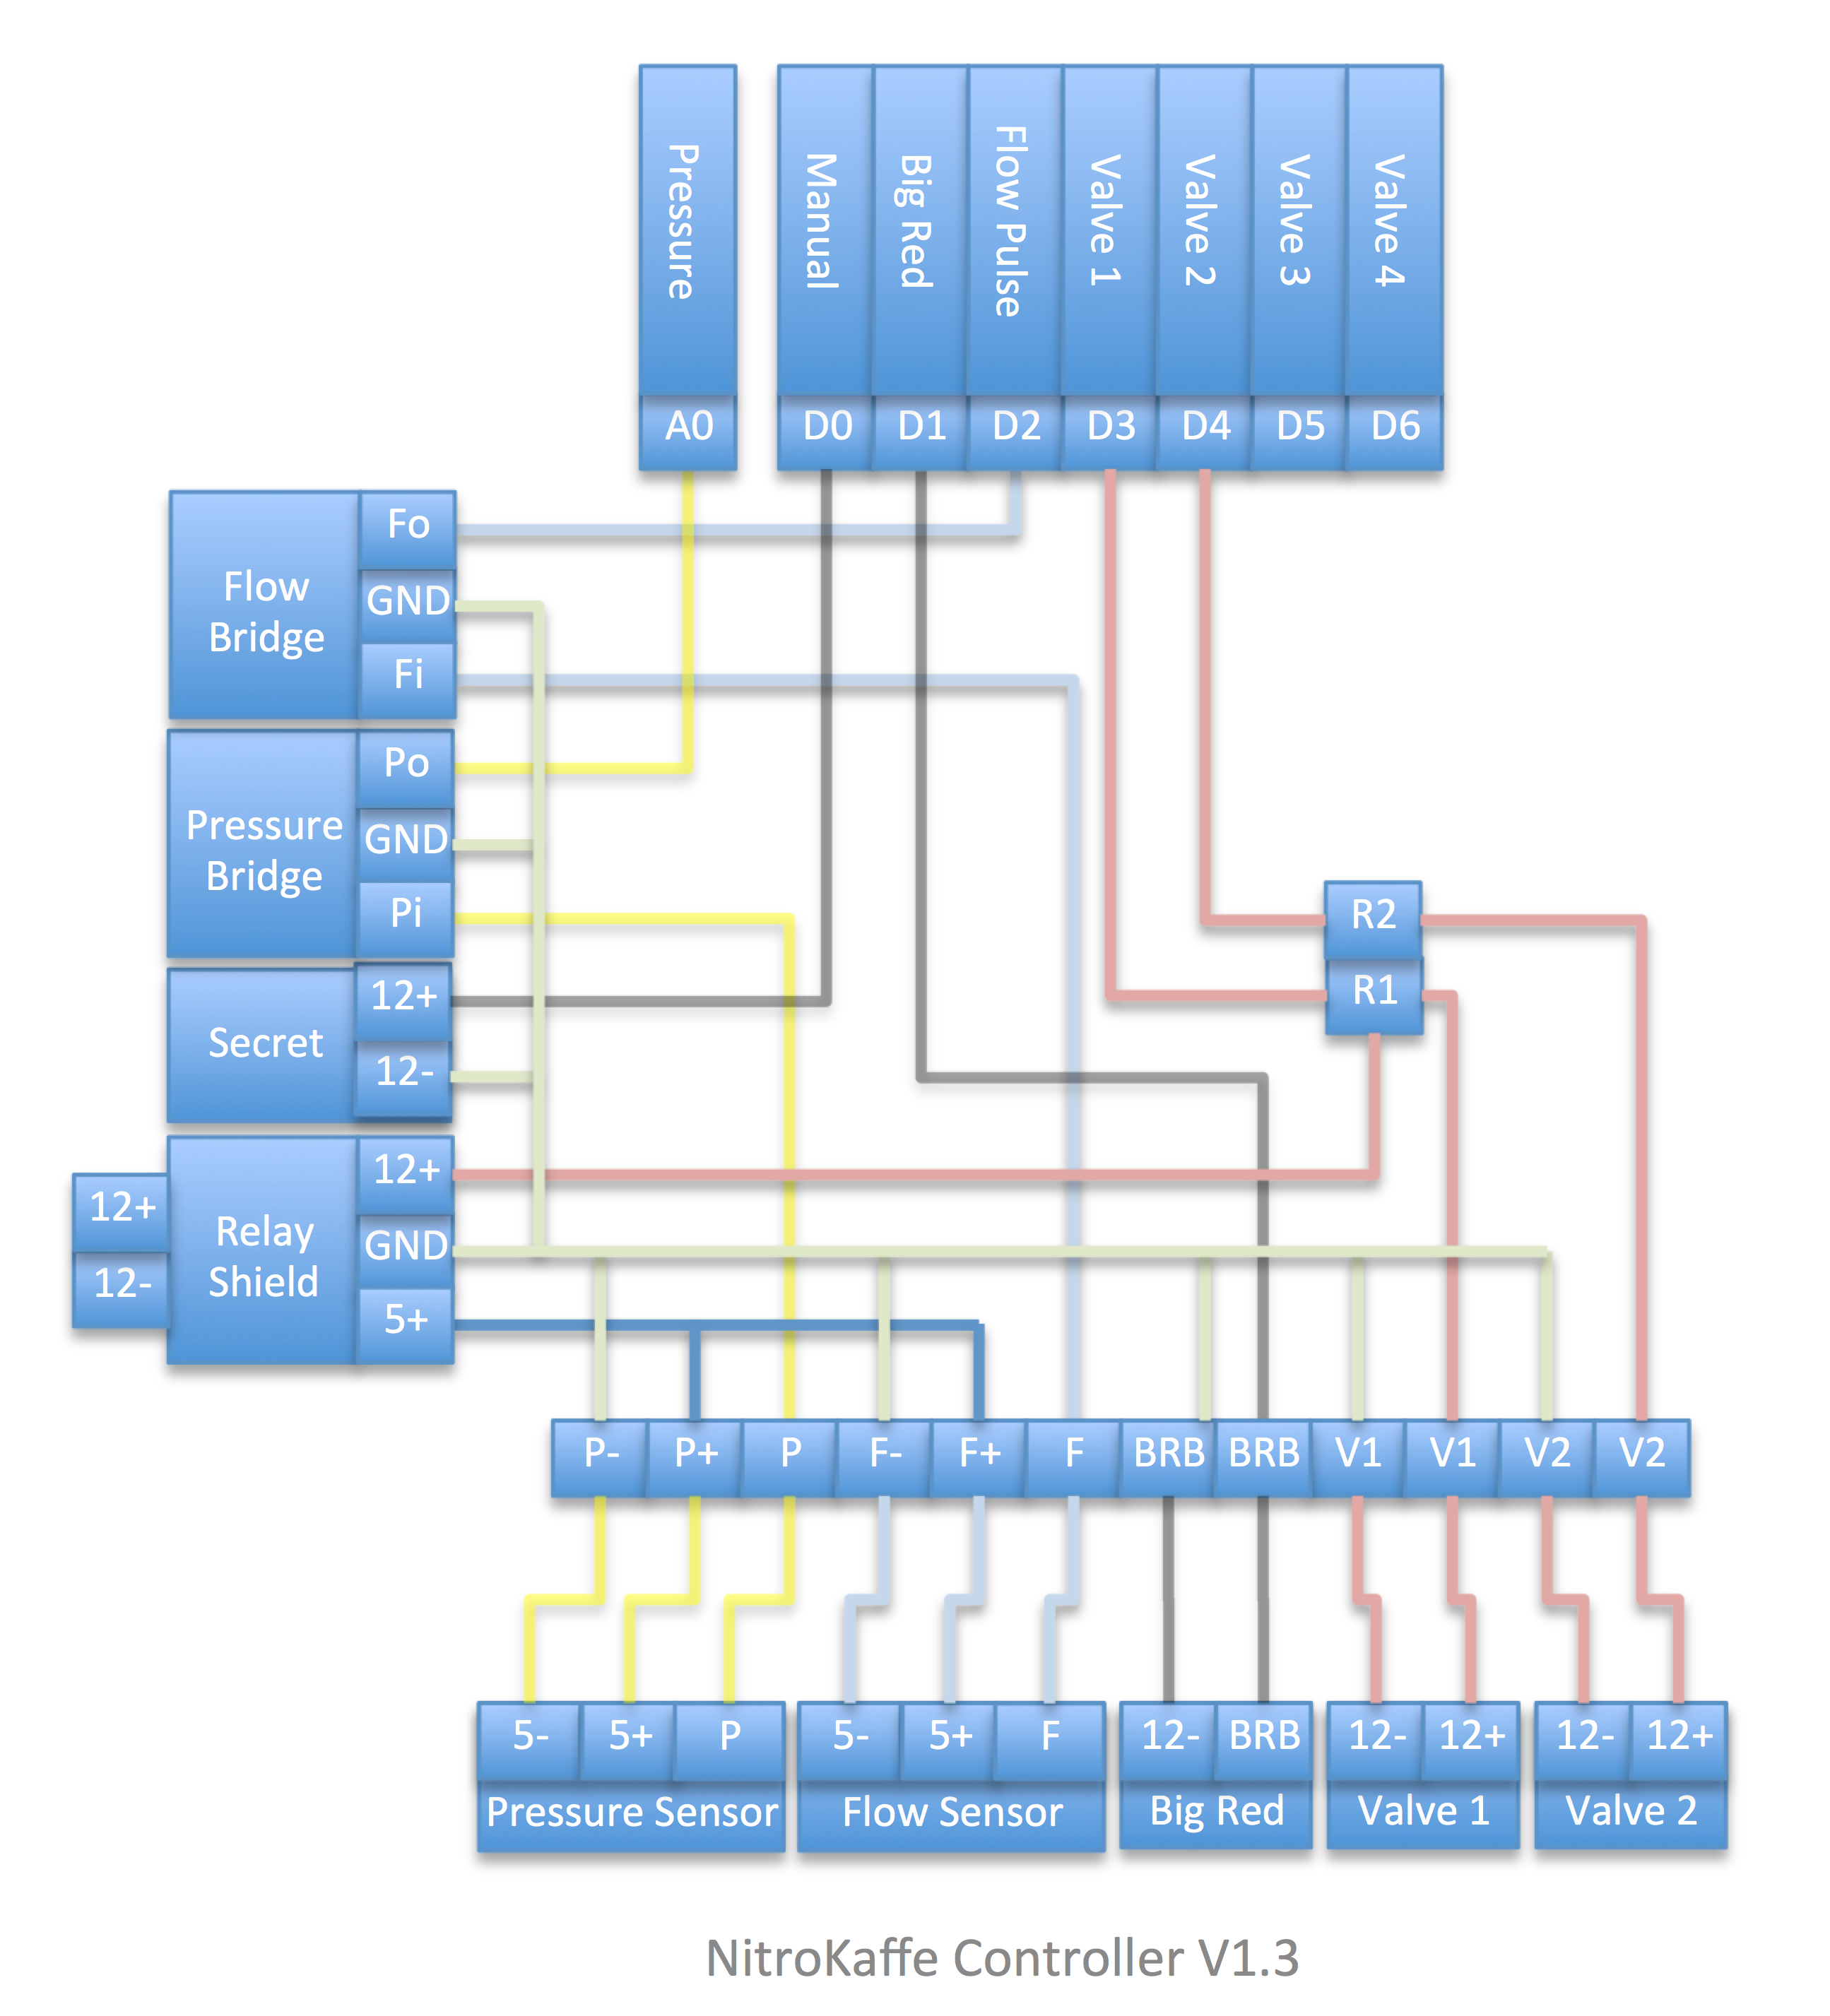 Pressure
Manual
Big Red
Flow Pulse
Valve 1
Valve 2
Valve 3
Valve 4
A0
D0
D1
D2
D3
D4
D5
D6
Flow
Bridge
Fo
GND
Fi
Pressure
Bridge
Po
GND
Pi
R2
R1
Secret
12+
12-
12+
12-
Relay
Shield
12+
GND
5+
P-
P+
P
F-
F+
F
BRB
BRB
V1
V1
V2
V2
5-
5+
P
Pressure Sensor
5-
5+
F
Flow Sensor
12-
BRB
Big Red
12-
12+
Valve 1
12-
12+
Valve 2
NitroKaffe Controller V1.3